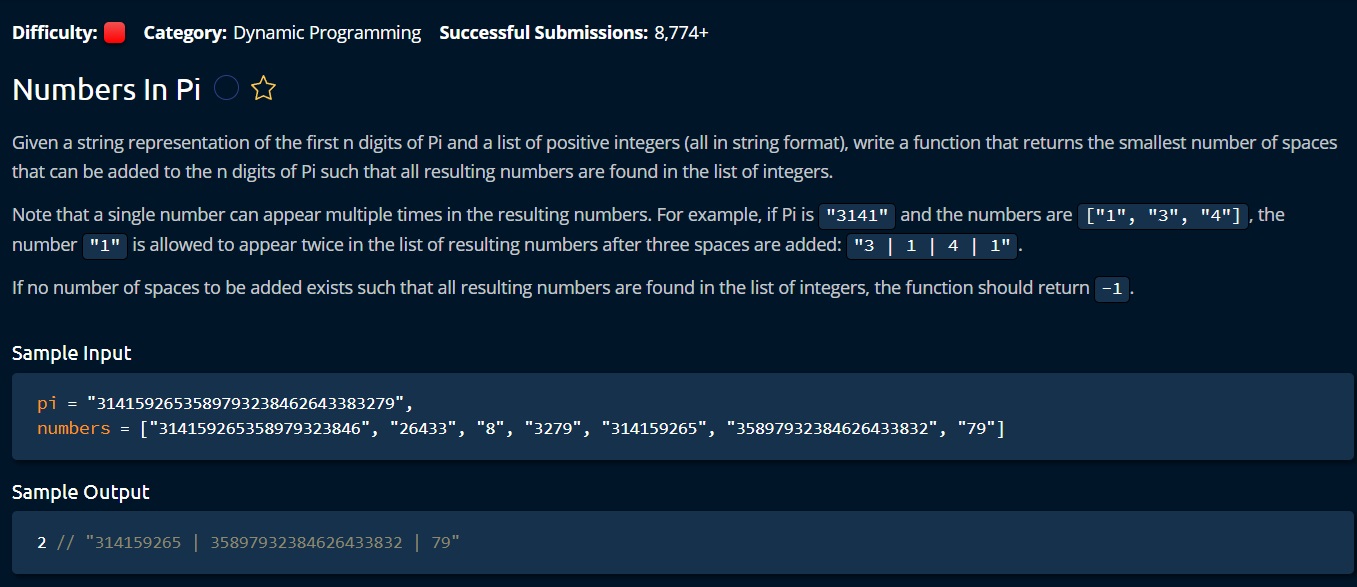 Difficulty: Category: Dynamic Programming Successful Submissions: 8,774+
Numbers In Pi
Given a string representation of the first n digits of Pi and a list of positive integers (all in string format), write a function that returns the smallest number of spaces
that can be added to the n digits of Pi such that all resulting numbers are found in the list of integers.
Note that a single number can appear multiple times in the resulting numbers. For example, if Pi is "3141" and the numbers are ["1", "3", "4"], the
number "1" is allowed to appear twice in the list of resulting numbers after three spaces are added: "3 | 1 | 4 | 1".
If no number of spaces to be added exists such that all resulting numbers are found in the list of integers, the function should return -1.
Sample Input
pi = "3141592653589793238462643383279",
numbers = ["314159265358979323846", "26433", "8", "3279", "314159265", "35897932384626433832", "79"]
Sample Output
2 // "314159265 | 35897932384626433832 | 79"